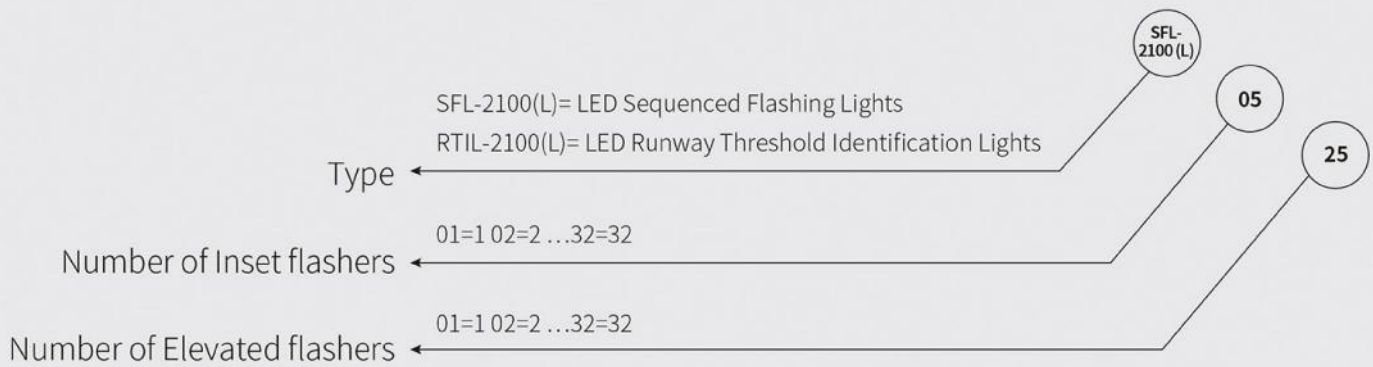 SFL-
2100 (L)
05
25
SFL-2100(L)= LED Sequenced Flashing Lights
RTIL-2100(L)= LED Runway Threshold Identification Lights
Type
01=1 02=2 …32=32
Number of Inset flashers
01=1 02=2 …32=32
Number of Elevated flashers